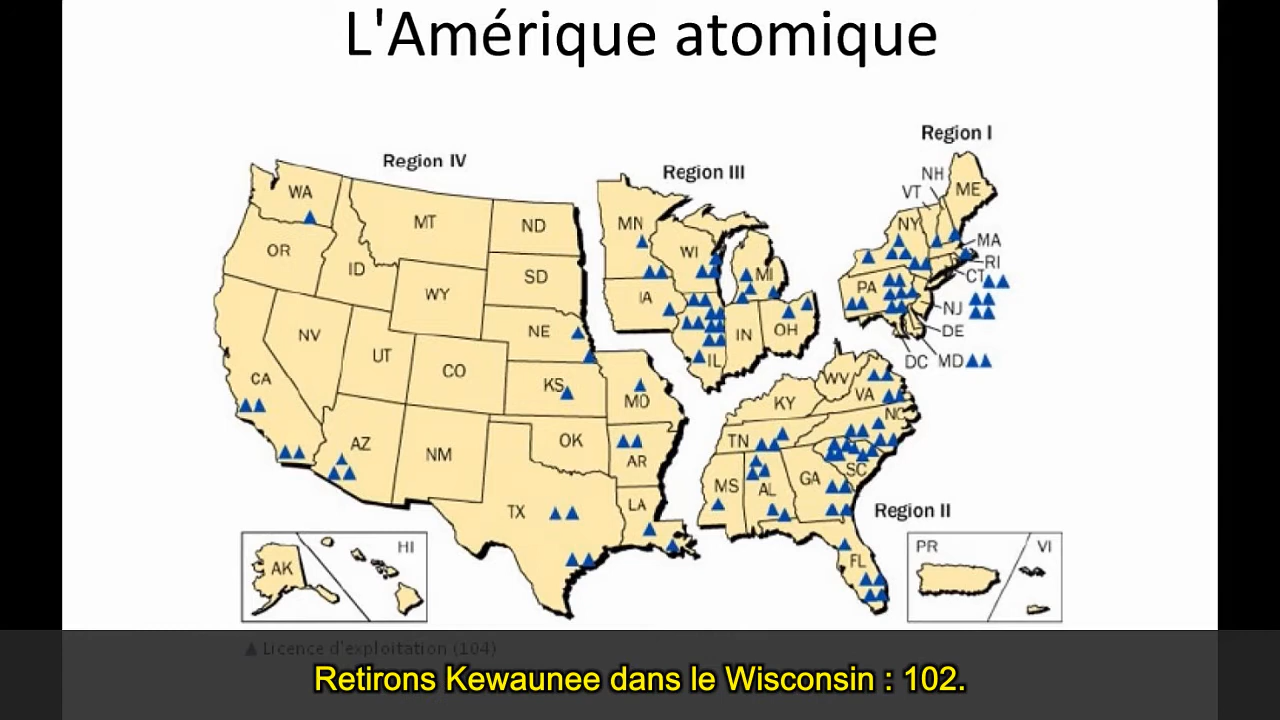 L'Amérique atomique
Region I
Region IV
Region III
NH
VT
ME
WA
MT
ND
MN
NY
MA
OR
WI
RI
ID
SD
MI
CT
WY
IA
PA
NJ
NV
NE
IN
OH
DE
UT
CO
IL
DC
MD
CA
KS
MO
KY
WV
VA
NC
AZ
NM
OK
AR
TN
SC
TX
LA
MS
AL
GA
Region II
HI
AK
PR
VI
FL
Licence d'exploitation (104)
Retirons Kewaunee dans le Wisconsin : 102.